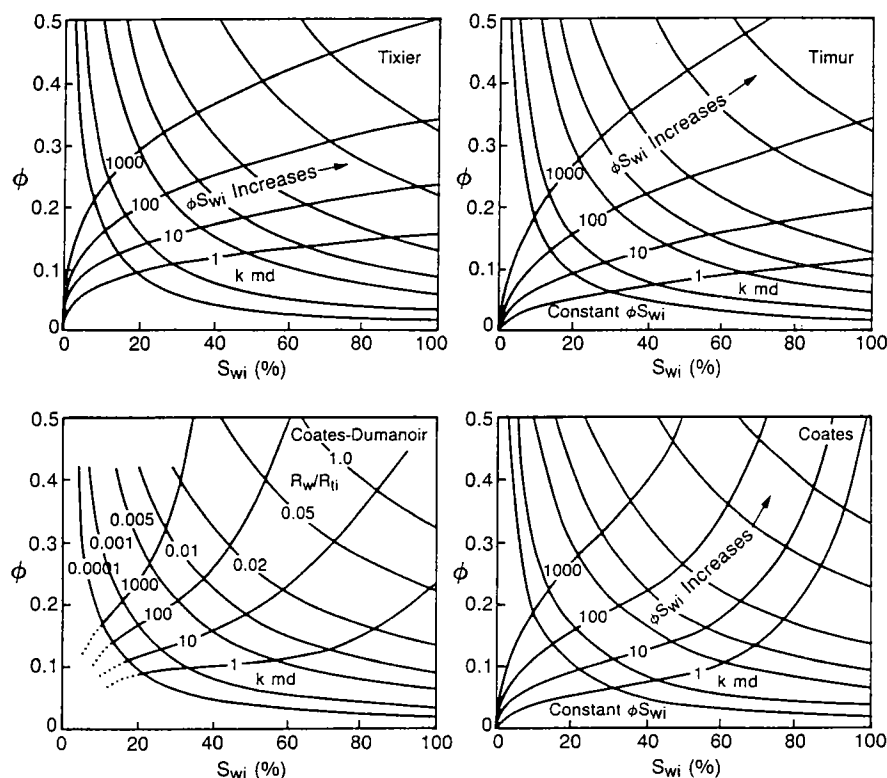 0.5
0.4
0.3
0.2
0.1
0
ϕ
Tixier
1000
100
10
1
ϕSwi Increases
k md
0 20 40 60 80 100
Swi (%)
0.5
0.4
0.3
0.2
0.1
0
ϕ
Timur
1000
100
10
1
ϕSwi Increases
k md
Constant ϕSwi
0 20 40 60 80 100
Swi (%)
0.5
0.4
0.3
0.2
0.1
0
ϕ
Coates-Dumanoir
1.0
Rw/Rti
0.05
0.005
0.01
0.02
0.001
0.0001
1000
100
10
1
k md
0 20 40 60 80 100
Swi (%)
0.5
0.4
0.3
0.2
0.1
0
ϕ
Coates
1000
100
10
1
ϕSwi Increases
k md
Constant ϕSwi
0 20 40 60 80 100
Swi (%)